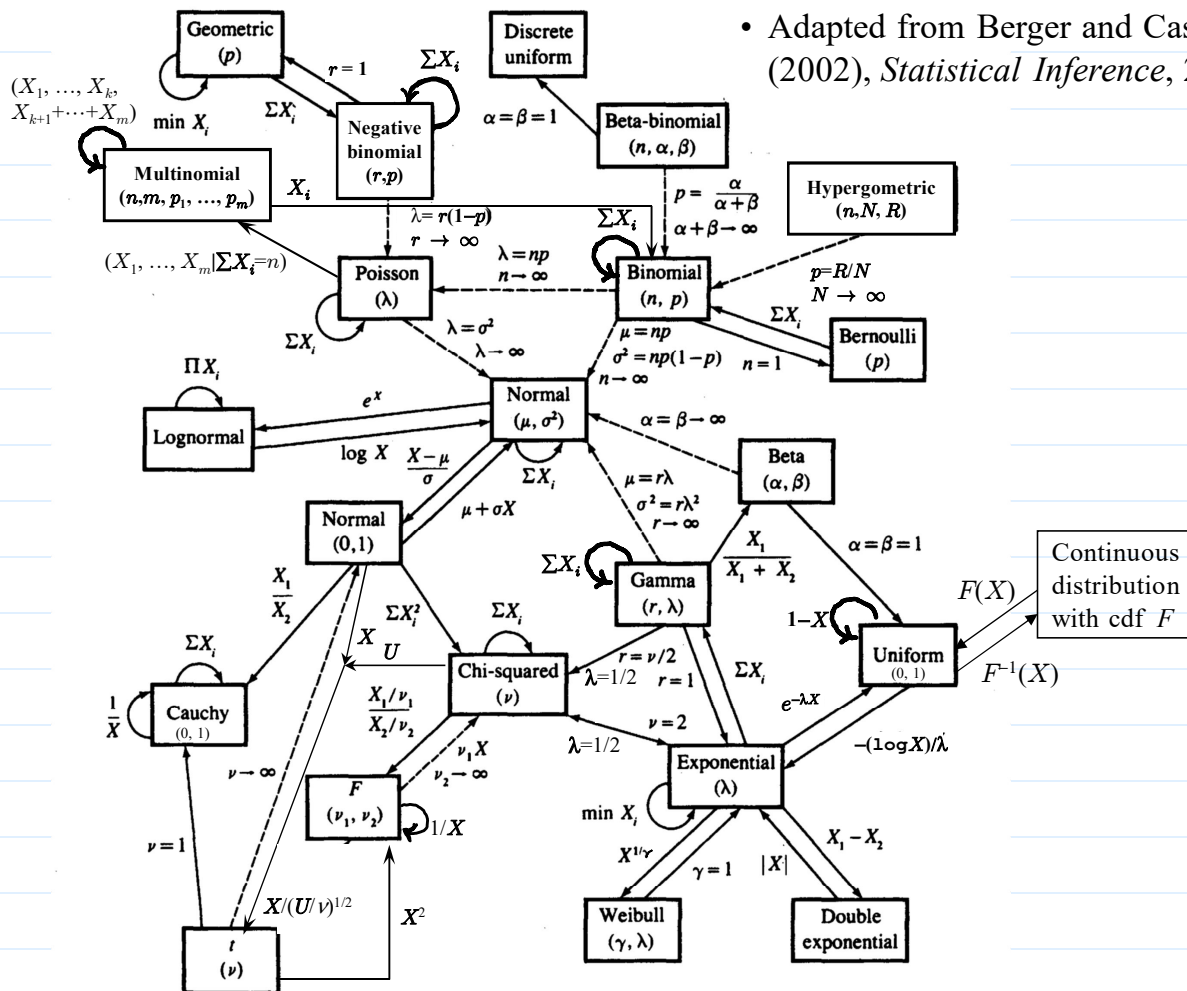 • Adapted from Berger and Cas
(2002), Statistical Inference, 2
Geometric
(p)
min Xᵢ
r = 1
ΣXᵢ
ΣXᵢ
Negative
binomial
(r,p)
Discrete
uniform
α = β = 1
Beta-binomial
(n, α, β)
(X₁, …, Xₖ,
Xₖ₊₁+⋯+Xₘ)
Multinomial
(n,m, p₁, …, pₘ)
Xᵢ
λ= r(1–p)
r → ∞
p = α/(α+β)
α + β → ∞
Hypergometric
(n,N, R)
(X₁, …, Xₘ|ΣXᵢ=n)
Poisson
(λ)
ΣXᵢ
λ = np
n → ∞
ΣXᵢ
Binomial
(n, p)
p=R/N
N → ∞
ΣXᵢ
n = 1
Bernoulli
(p)
λ = σ²
λ → ∞
μ = np
σ² = np(1 – p)
n → ∞
ΠXᵢ
Lognormal
eˣ
log X
Normal
(μ, σ²)
ΣXᵢ
α = β → ∞
Beta
(α, β)
(X – μ)/σ
μ + σX
μ = rλ
σ² = rλ²
r → ∞
X₁/(X₁ + X₂)
α = β = 1
Normal
(0,1)
X₁/X₂
ΣXᵢ²
X
U
ΣXᵢ
Gamma
(r, λ)
ΣXᵢ
1–X
Uniform
(0, 1)
F(X)
F⁻¹(X)
Continuous
distribution
with cdf F
ΣXᵢ
1/X
Cauchy
(0, 1)
Chi-squared
(ν)
r = ν/2
λ=1/2
r = 1
ΣXᵢ
(X₁/ν₁)/(X₂/ν₂)
ν₁X
ν₂ → ∞
ν = 2
λ=1/2
e^(–λX)
-(logX)/λ
Exponential
(λ)
min Xᵢ
ν → ∞
F
(ν₁, ν₂)
1/X
ν = 1
X^(1/γ)
γ = 1
|X|
X₁ – X₂
X/(U/ν)^(1/2)
X²
t
(ν)
Weibull
(γ, λ)
Double
exponential